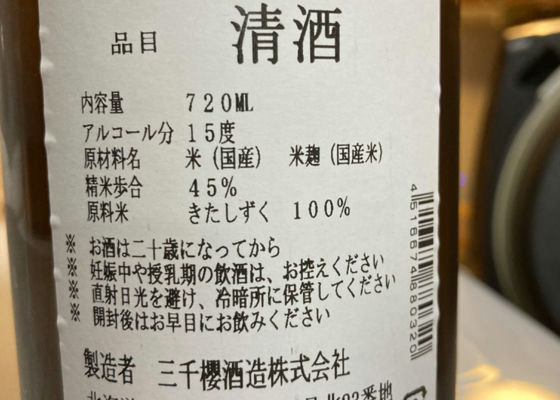 品目 清酒
内容量 720ML
アルコール分 15度
原材料名 米(国産) 米麹(国産米)
精米歩合 45%
原料米 きたしずく 100%
※ お酒は二十歳になってから
※ 妊娠中や授乳期の飲酒は、お控えください
※ 直射日光を避け、冷暗所に保管してください
※ 開封後はお早目にお飲みください
製造者 三千櫻酒造株式会社
4516674880320